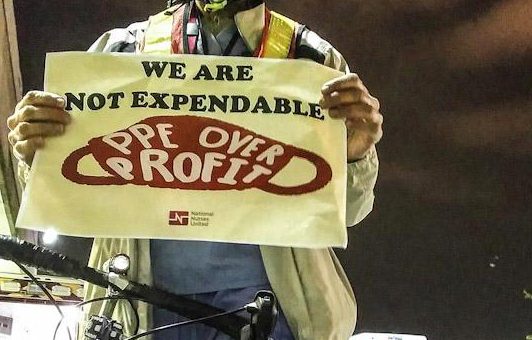 WE ARE
NOT EXPENDABLE
PPE OVER
PROFIT
National
Nurses
United